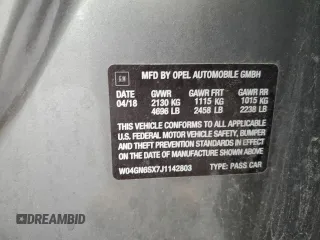 GM
MFD BY OPEL AUTOMOBILE GMBH
DATE GVWR GAWR FRT GAWR RR
04/18 2130 KG 1115 KG 1015 KG
4696 LB 2458 LB 2238 LB
THIS VEHICLE CONFORMS TO ALL APPLICABLE
U.S. FEDERAL MOTOR VEHICLE SAFETY, BUMPER
AND THEFT PREVENTION STANDARDS IN EFFECT
ON THE DATE OF MANUFACTURE SHOWN ABOVE.
W04GN6SX7J1142803 TYPE: PASS CAR
DREAMBID